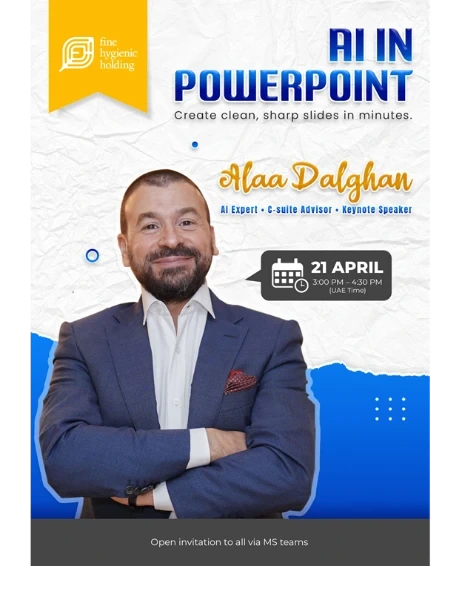 fine
hygienic
holding
AI IN
POWERPOINT
Create clean, sharp slides in minutes.
Alaa Dalghan
AI Expert • C-suite Advisor • Keynote Speaker
21 APRIL
3:00 PM – 4:30 PM
(UAE Time)
Open invitation to all via MS teams